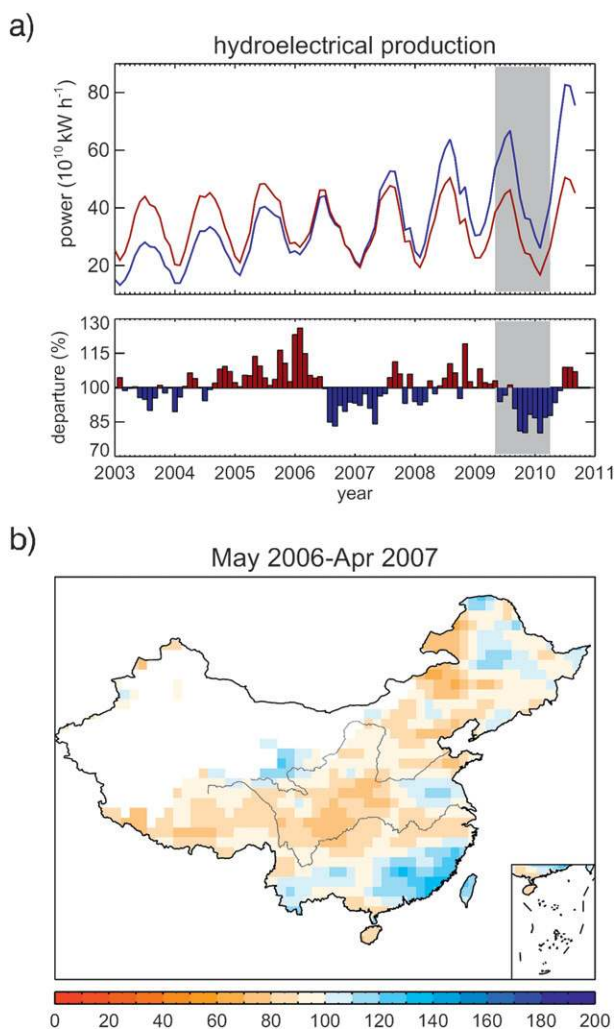 a)
hydroelectrical production
power (10¹⁰ kW h⁻¹)
80
60
40
20
departure (%)
130
115
100
85
70
2003 2004 2005 2006 2007 2008 2009 2010 2011
year
b)
May 2006-Apr 2007
0 20 40 60 80 100 120 140 160 180 200